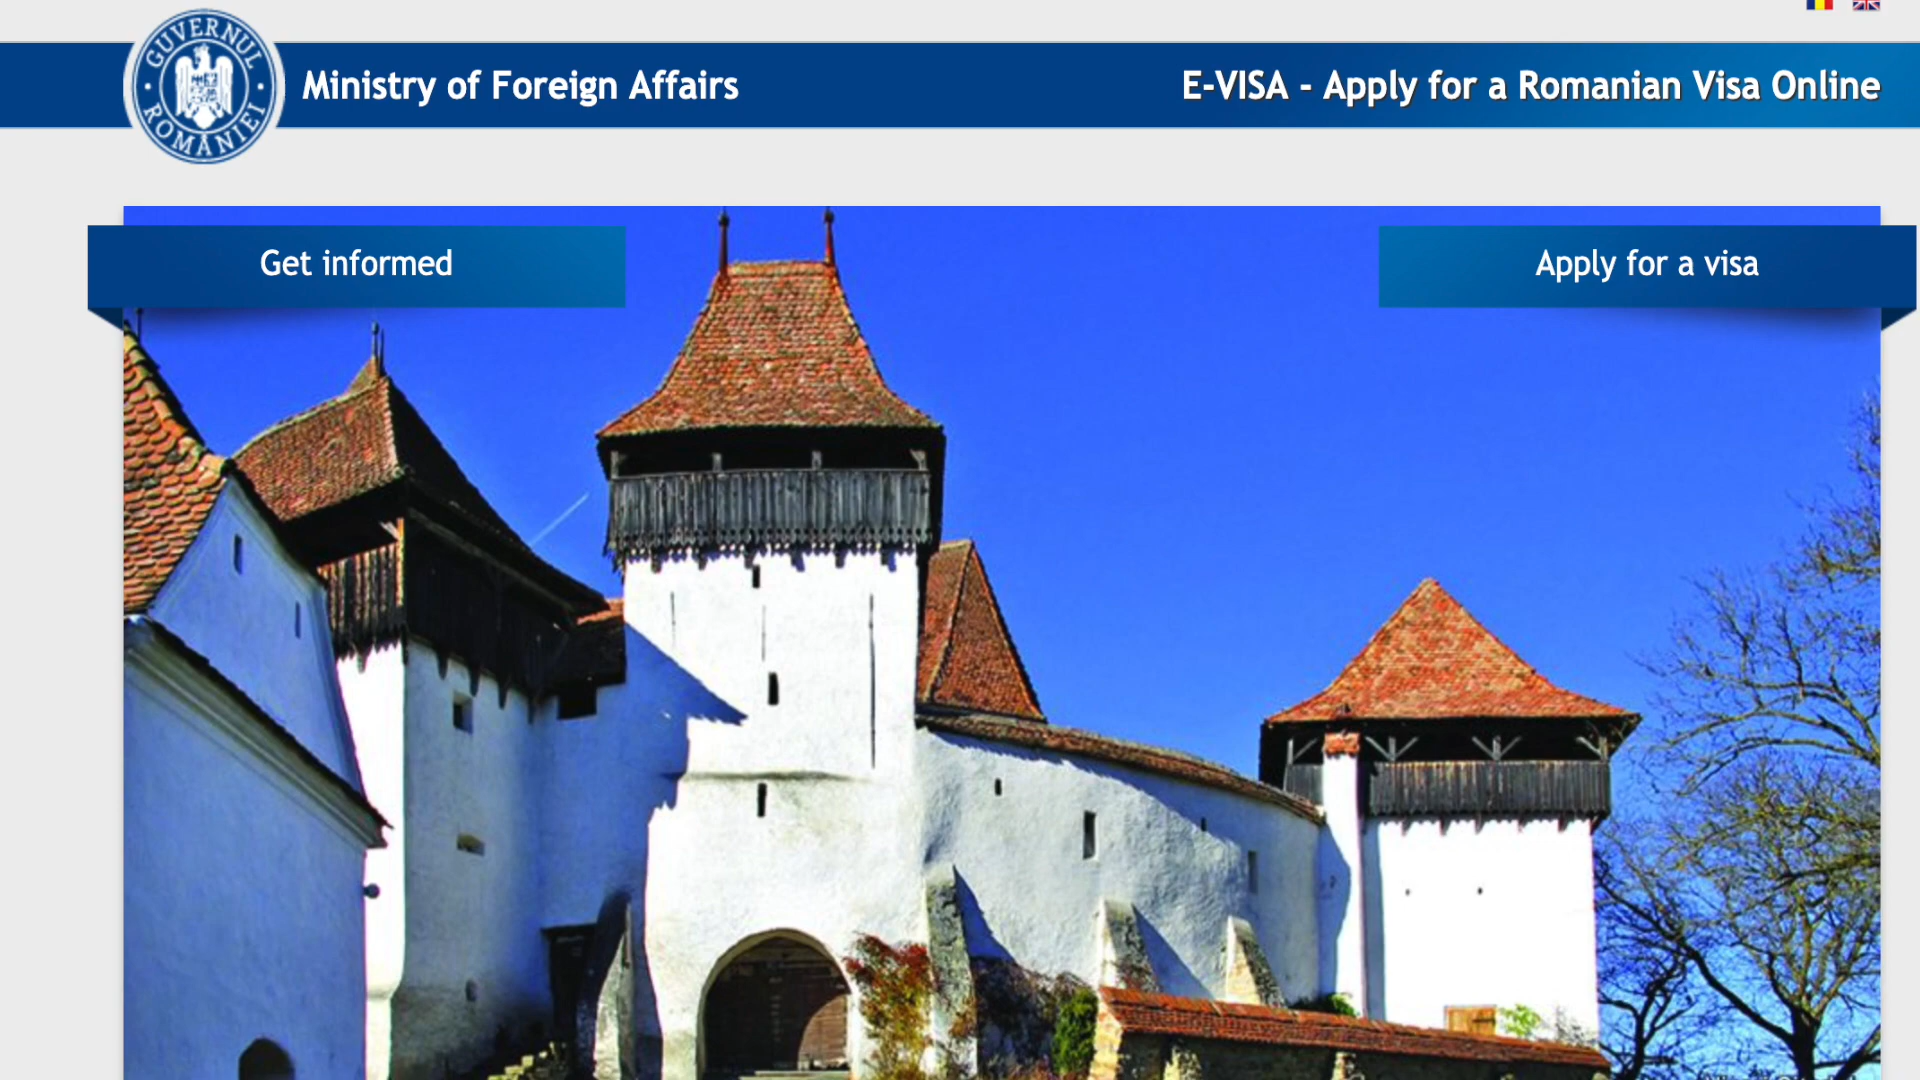 GUVERNUL ROMÂNIEI
Ministry of Foreign Affairs
E-VISA - Apply for a Romanian Visa Online
Get informed
Apply for a visa